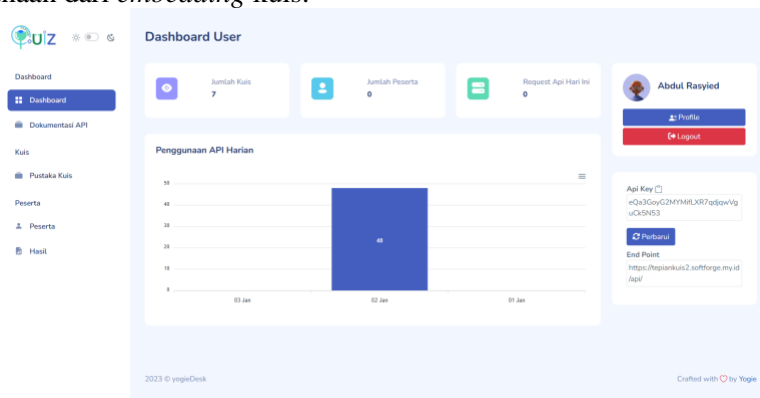 dari embedding kuis.
QUIZ
Dashboard User
Dashboard
Dashboard
Dokumentasi API
Kuis
Pustaka Kuis
Peserta
Peserta
Hasil
Jumlah Kuis
7
Jumlah Peserta
0
Request Api Hari Ini
0
Abdul Rasyied
Profile
Logout
Penggunaan API Harian
50
40
30
20
10
0
48
03 Jan
02 Jan
01 Jan
Api Key
eQa3GoyG2MYMifLXR7qdjqwVg
uCk5N53
Perbarui
End Point
https://tepiankuis2.softforge.my.id
/api/
2023 © yogieDesk
Crafted with ♡ by Yogie